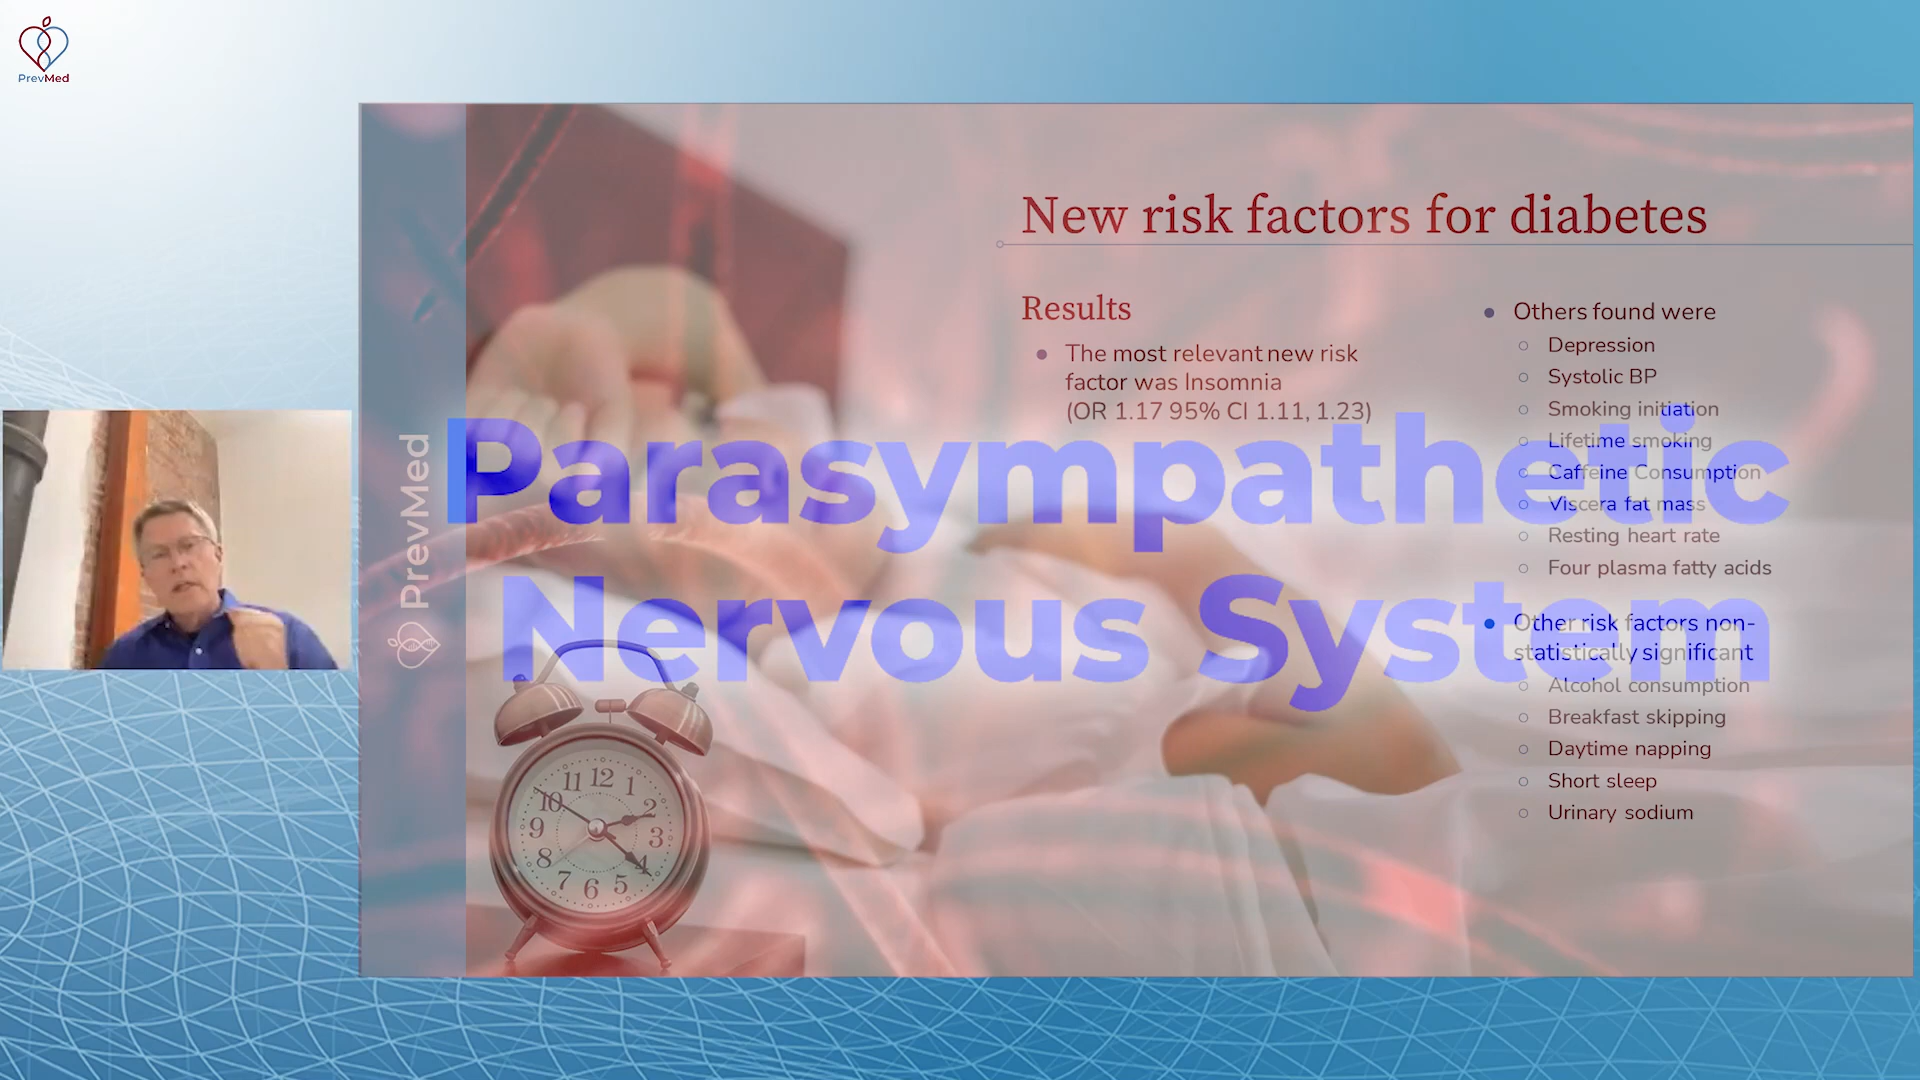 PrevMed
PrevMed
New risk factors for diabetes
Results
The most relevant new risk
factor was Insomnia
(OR 1.17 95% CI 1.11, 1.23)
Others found were
Depression
Systolic BP
Smoking initiation
Lifetime smoking
Caffeine Consumption
Viscera fat mass
Resting heart rate
Four plasma fatty acids
Other risk factors non-
statistically significant
Alcohol consumption
Breakfast skipping
Daytime napping
Short sleep
Urinary sodium
Parasympathetic
Nervous System
12
1
2
3
4
5
6
7
8
9
10
11